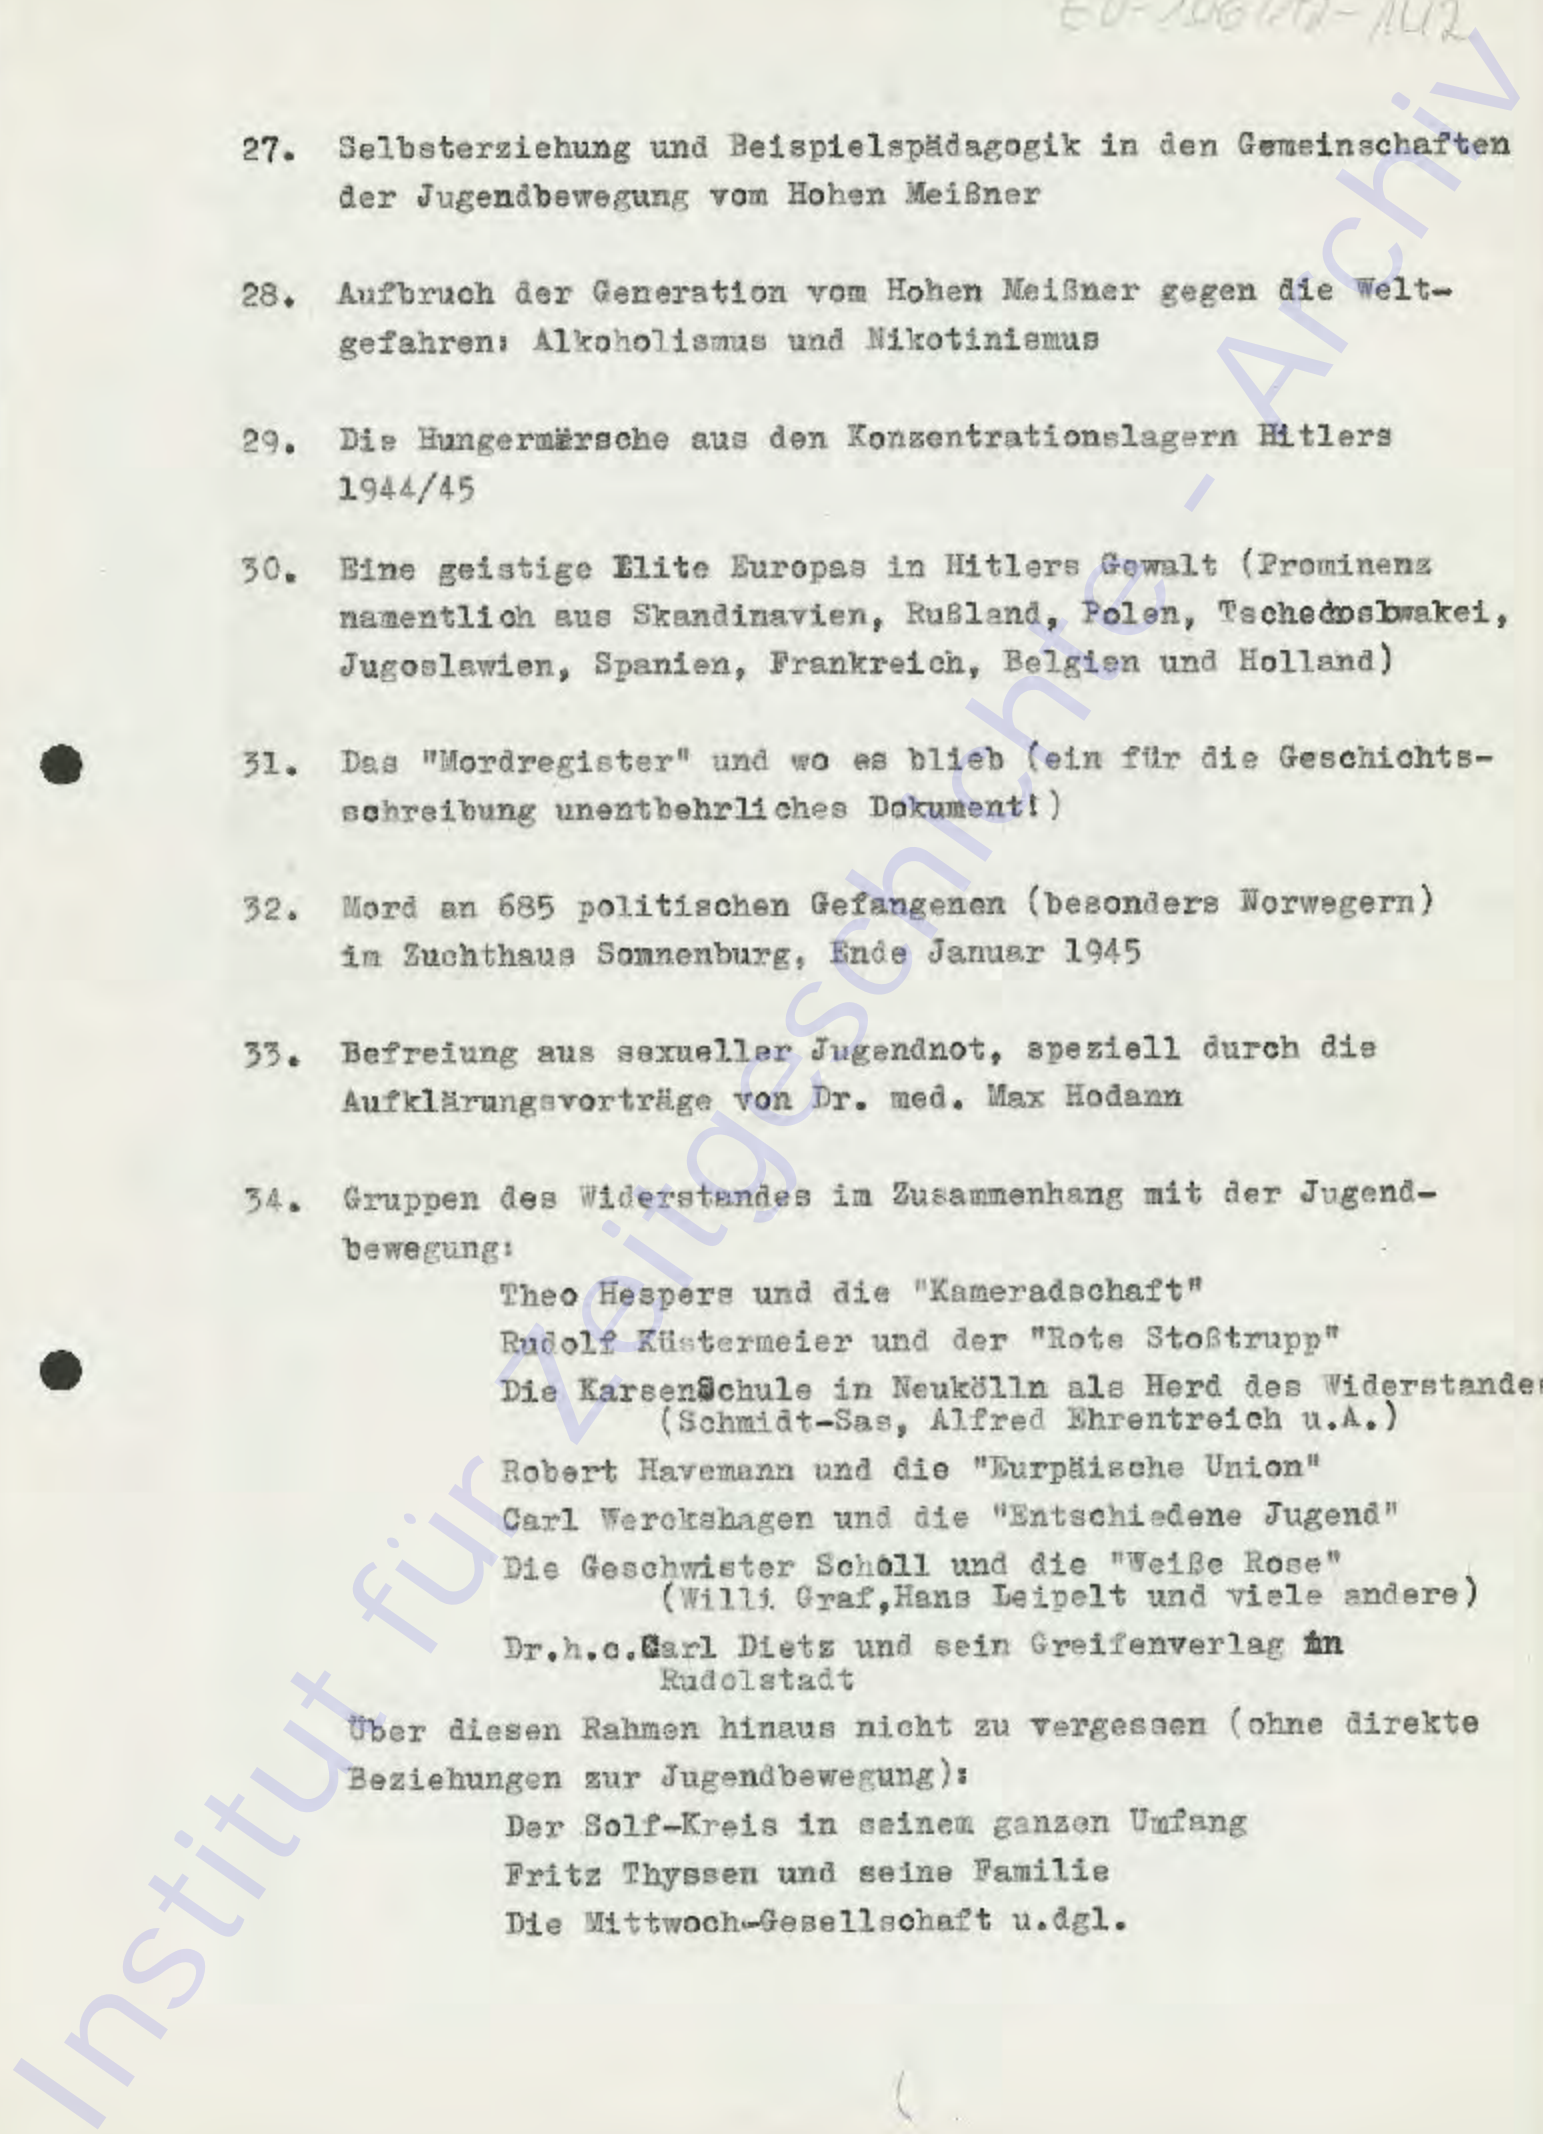 27. Selbsterziehung und Beispielspädagogik in den Gemeinschaften
der Jugendbewegung vom Hohen Meißner
28. Aufbruch der Generation vom Hohen Meißner gegen die Welt-
gefahren: Alkoholismus und Nikotinismus
29. Die Hungermärsche aus den Konzentrationslagern Hitlers
1944/45
30. Eine geistige Elite Europas in Hitlers Gewalt (Prominenz
namentlich aus Skandinavien, Rußland, Polen,
Jugoslawien, Spanien, Frankreich, Belgien und Holland)
31. Das "Mordregister" und wo es blieb (ein für die Geschichts-
schreibung unentbehrliches Dokument!)
32. Mord an 685 politischen Gefangenen (besonders Norwegern)
im Zuchthaus Sonnenburg, Ende Januar 1945
33. Befreiung aus sexueller Jugendnot, speziell durch die
Aufklärungsvorträge von Dr. med. Max Hodann
34. Gruppen des Widerstandes im Zusammenhang mit der Jugend-
bewegung:
Theo Hespers und die "Kameradschaft"
Rudolf Küstermeier und der "Rote Stoßtrupp"
Die KarsenSchule in Neukölln als Herd des Widerstandes
(Schmidt-Sas, Alfred Ehrentreich u.A.)
Robert Havemann und die "Eurpäische Union"
Carl Werckshagen und die "Entschiedene Jugend"
Die Geschwister Scholl und die "Weiße Rose"
(Willi Graf,Hans Leipelt und viele andere)
Dr.h.c.Carl Dietz und sein Greifenverlag in
Rudolstadt
Über diesen Rahmen hinaus nicht zu vergessen (ohne direkte
Beziehungen zur Jugendbewegung):
Der Solf-Kreis in seinem ganzen Umfang
Fritz Thyssen und seine Familie
Die Mittwoch-Gesellschaft u.dgl.
Institut für Zeitgeschichte - Archiv